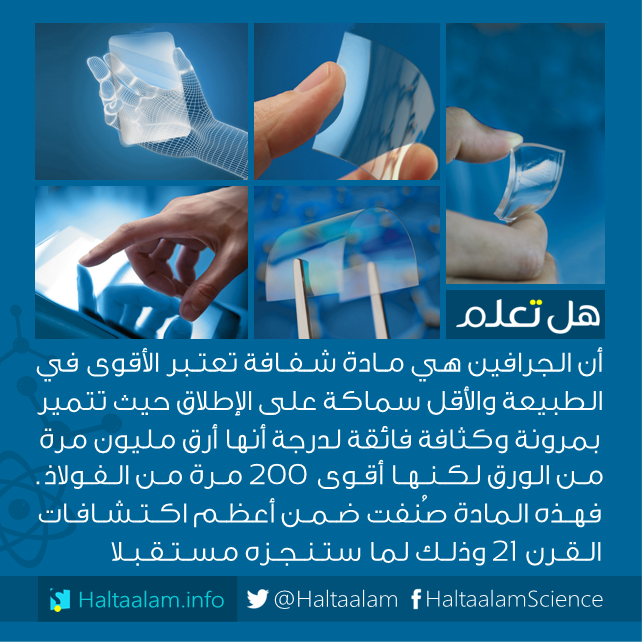 هل تعلم
أن الجرافين هي مادة شفافة تعتبر الأقوى في
الطبيعة والأقل سماكة على الإطلاق حيث تتميز
بمرونة وكثافة فائقة لدرجة أنها أرق مليون مرة
من الورق لكنها أقوى 200 مرة من الفولاذ.
فهذه المادة صُنفت ضمن أعظم اكتشافات
القرن 21 وذلك لما ستنجزه مستقبلا
Haltaalam.info @Haltaalam HaltaalamScience